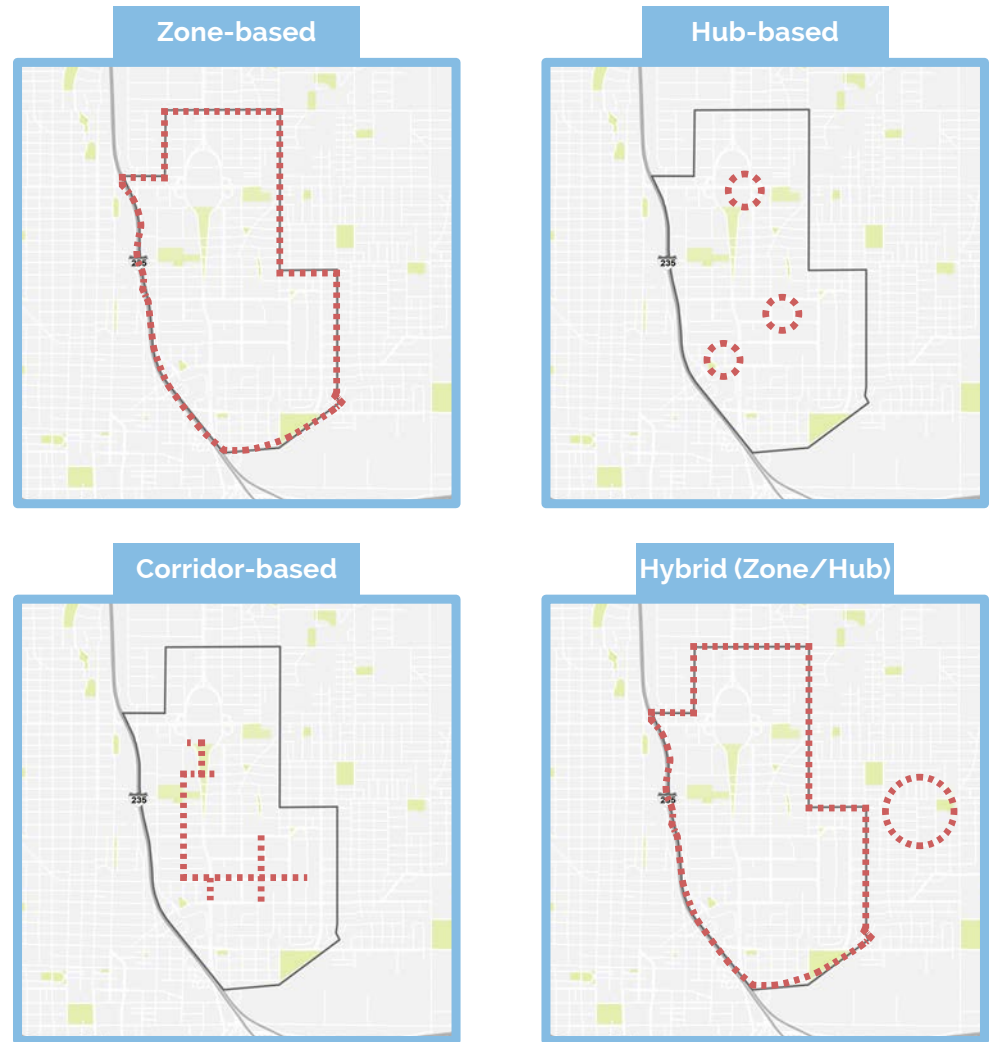 Zone-based
Hub-based
235
235
Corridor-based
Hybrid (Zone/Hub)
235
235